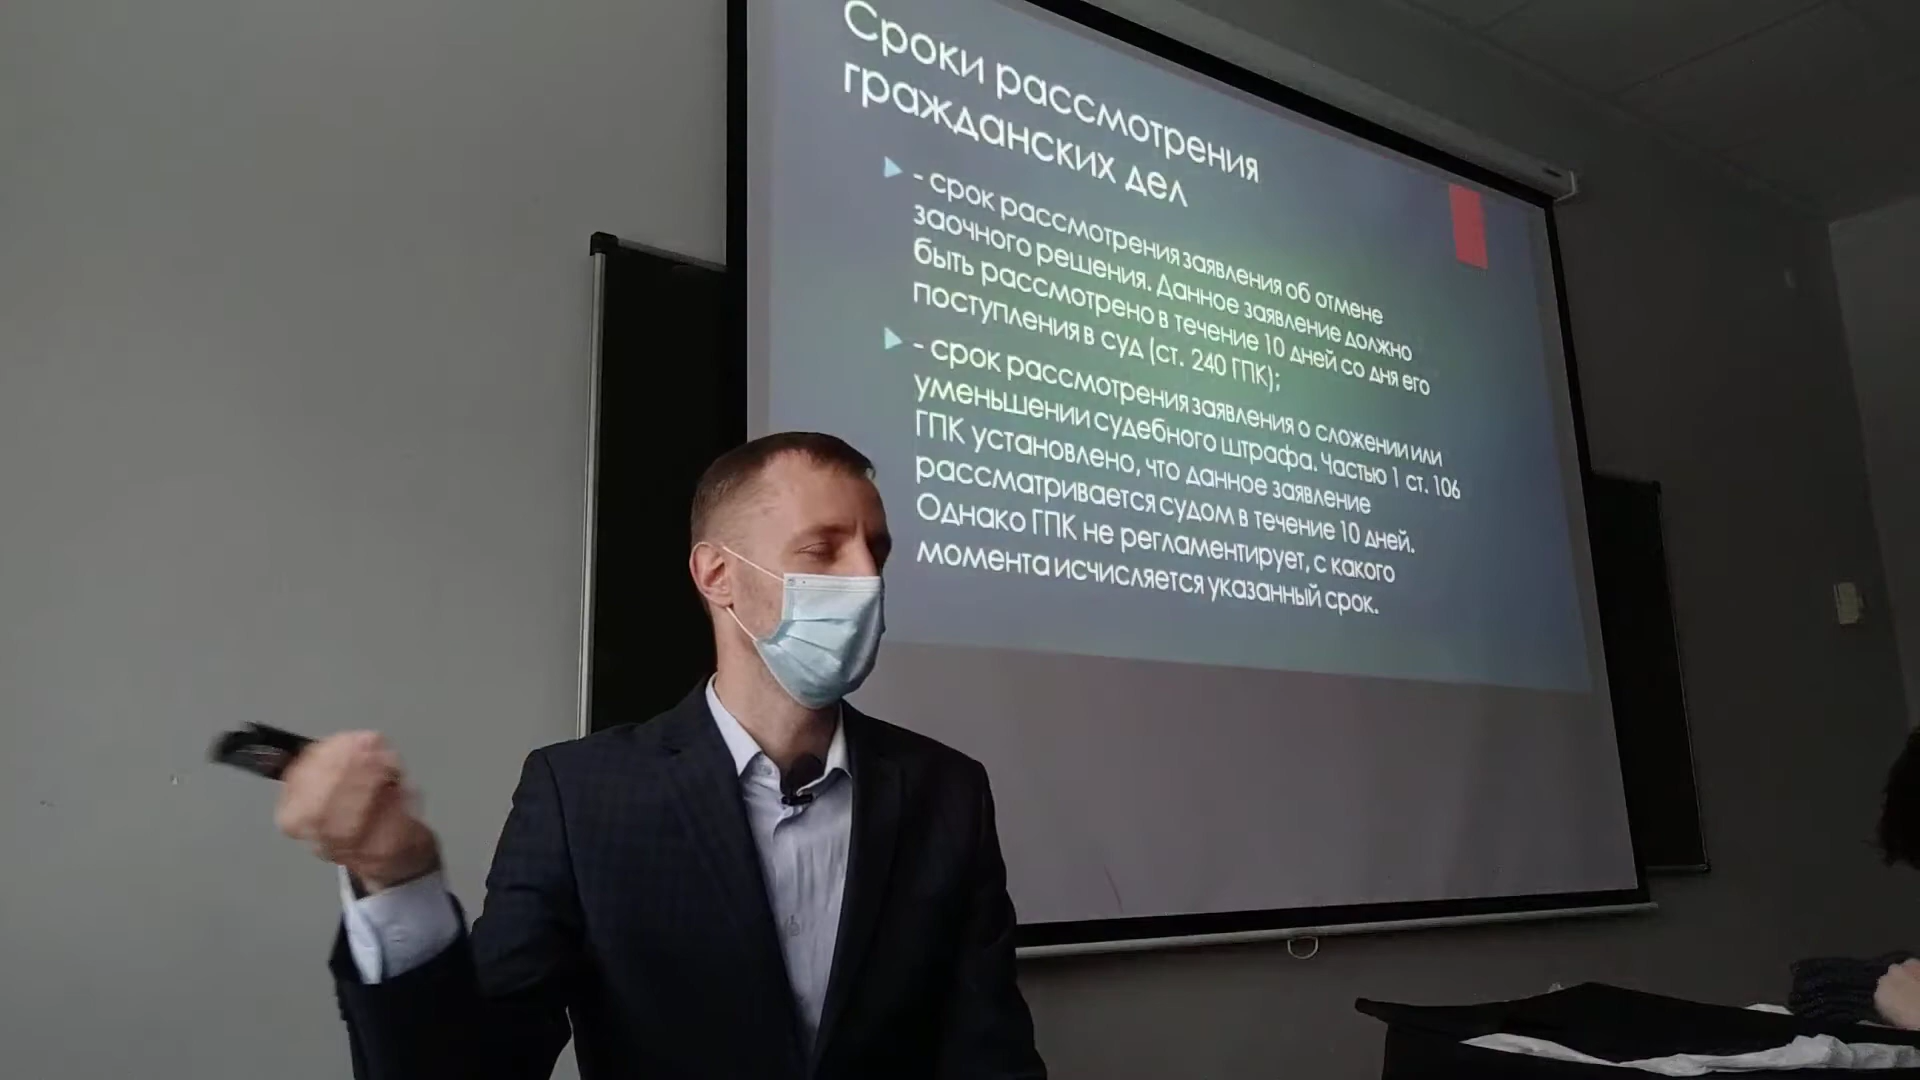 Сроки рассмотрения
гражданских дел
- срок рассмотрения заявления об отмене
заочного решения. Данное заявление должно
быть рассмотрено в течение 10 дней со дня его
поступления в суд (ст. 240 ГПК);
- срок рассмотрения заявления о сложении или
уменьшении судебного штрафа. Частью 1 ст. 106
ГПК установлено, что данное заявление
рассматривается судом в течение 10 дней.
Однако ГПК не регламентирует, с какого
момента исчисляется указанный срок.